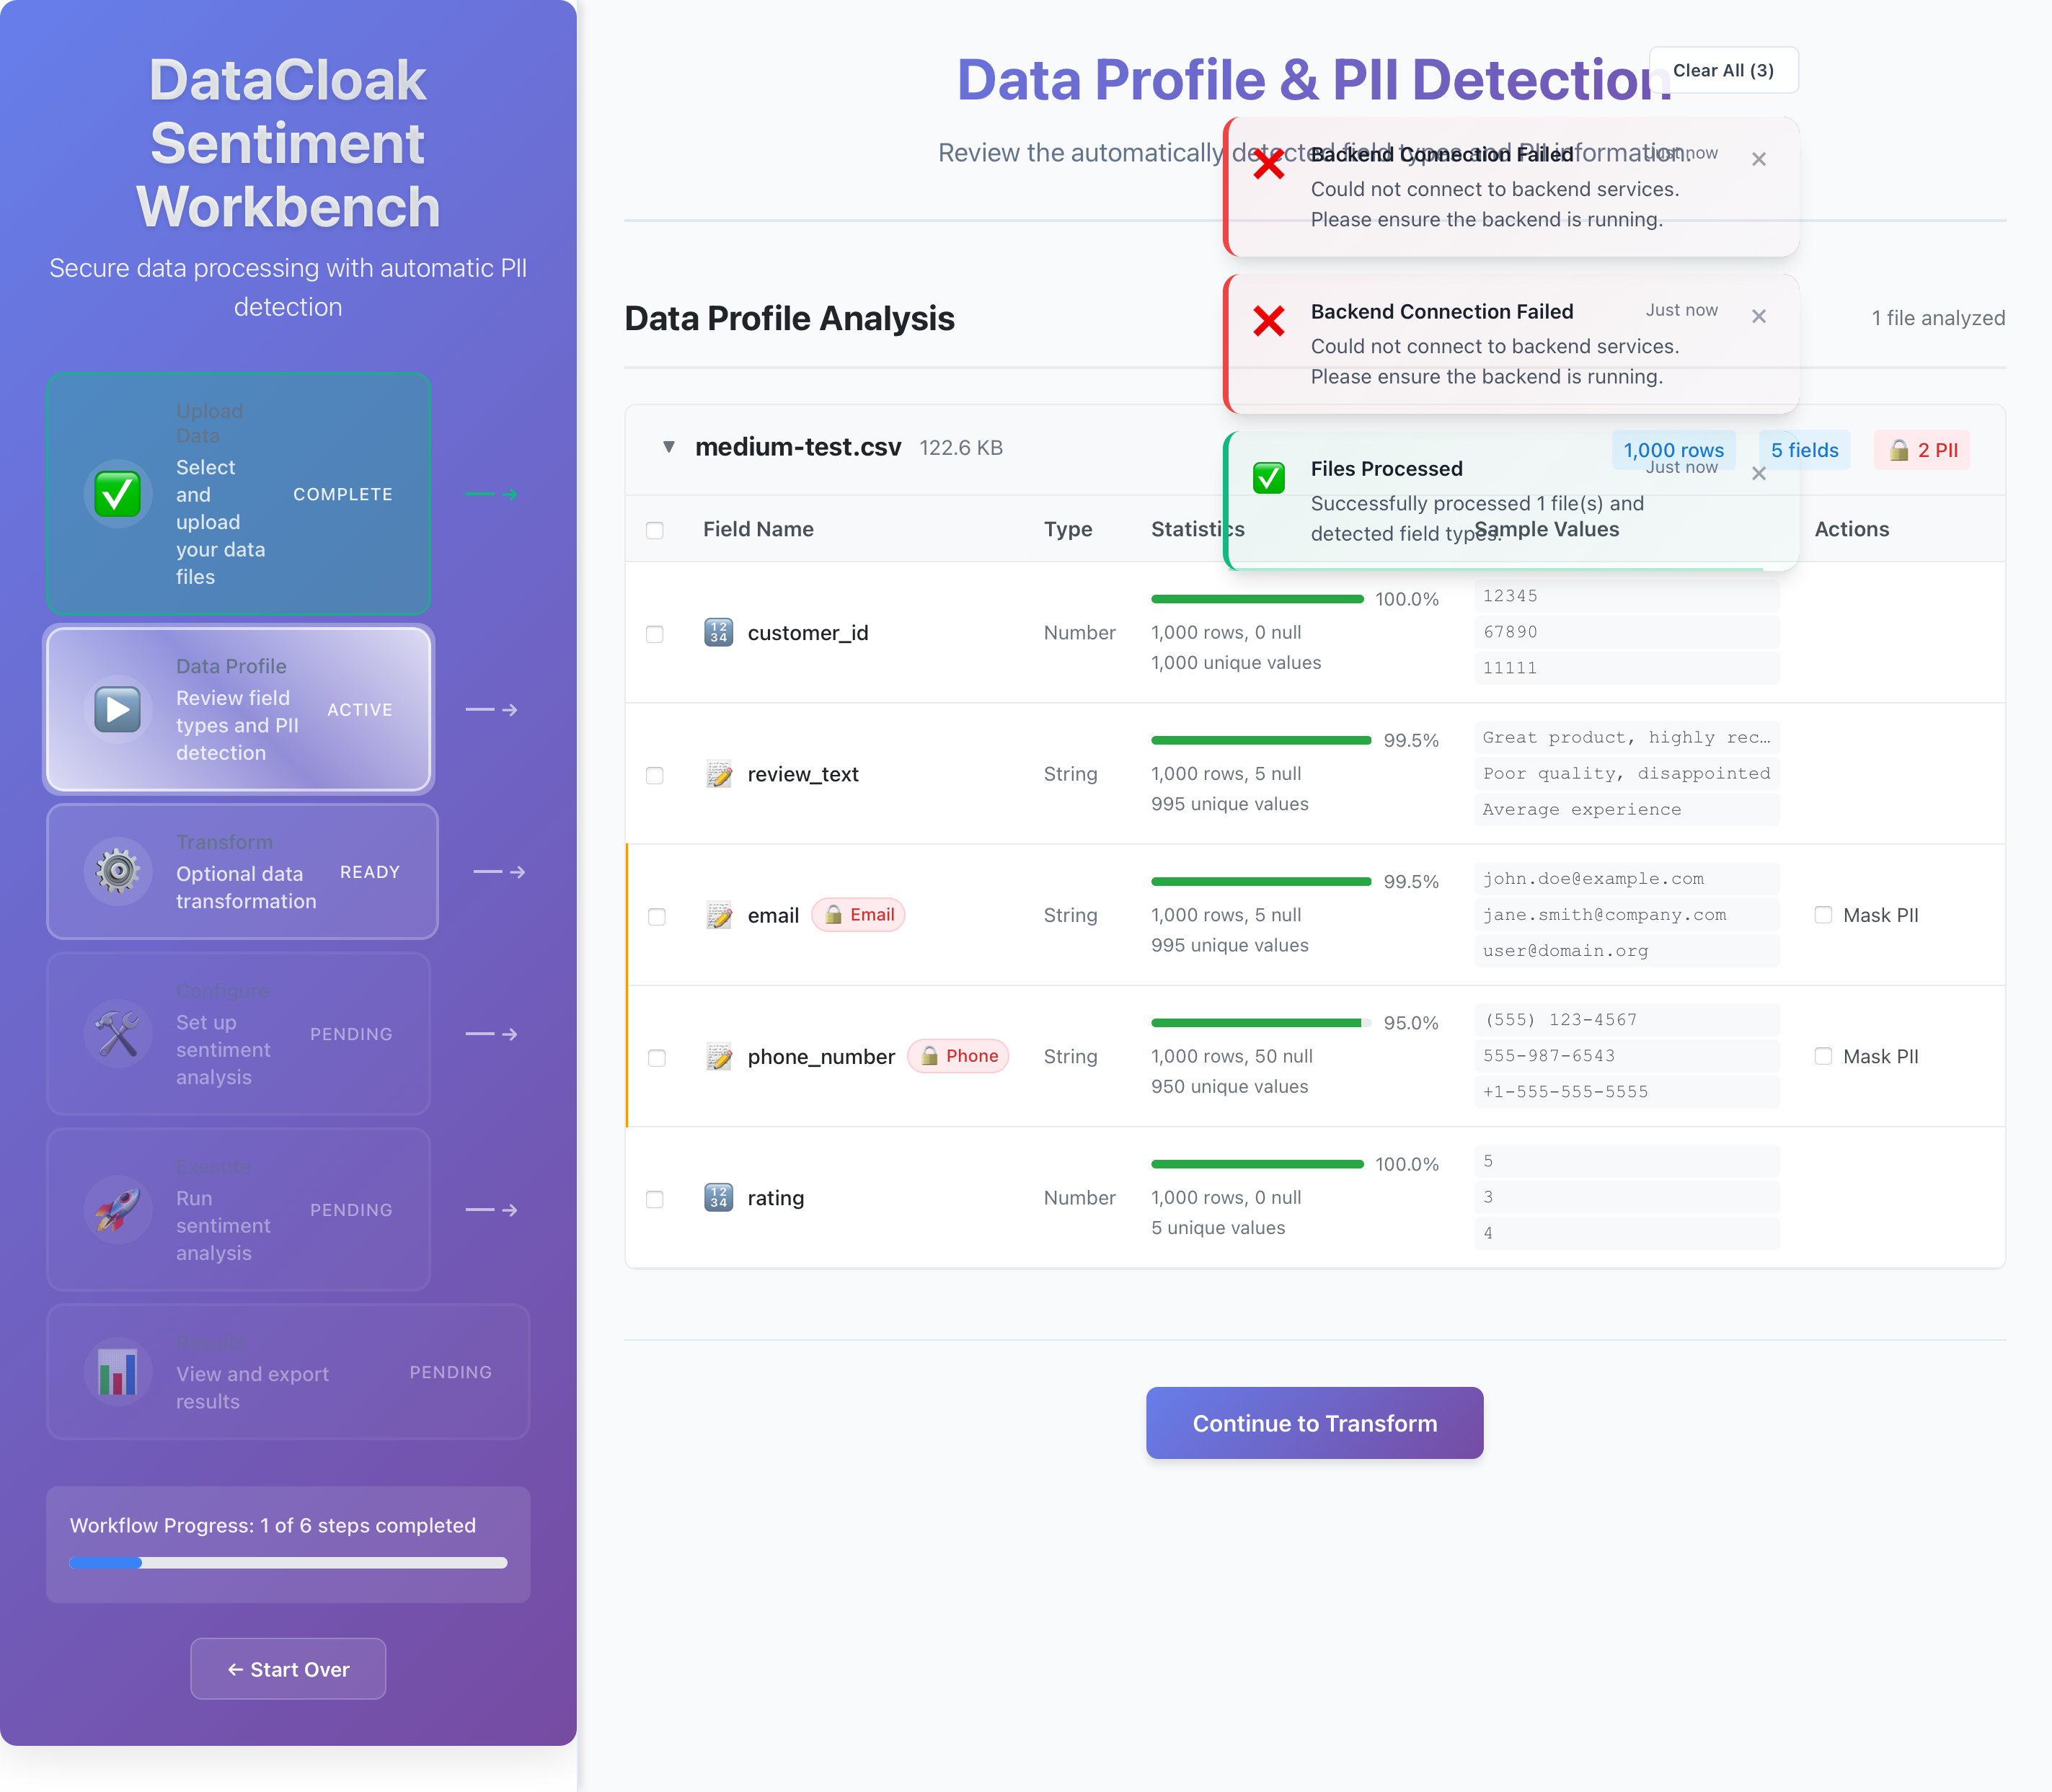 DataCloak
Sentiment
Workbench
Secure data processing with automatic PII
detection
Upload
Data
Select
and
upload
your data
files
COMPLETE
Data Profile
Review field
types and PII
detection
ACTIVE
Transform
Optional data
transformation
READY
Configure
Set up
sentiment
analysis
PENDING
Execute
Run
sentiment
analysis
PENDING
Results
View and export
results
PENDING
Workflow Progress: 1 of 6 steps completed
← Start Over
Data Profile & PII Detection
Clear All (3)
Review the automatically detected field types and PII information.
Backend Connection Failed
Just now
Could not connect to backend services.
Please ensure the backend is running.
Backend Connection Failed
Just now
Could not connect to backend services.
Please ensure the backend is running.
Files Processed
Just now
Successfully processed 1 file(s) and
detected field types.
Data Profile Analysis
1 file analyzed
medium-test.csv 122.6 KB
1,000 rows
5 fields
2 PII
Field Name Type Statistics Sample Values Actions
customer_id
Number
100.0%
1,000 rows, 0 null
1,000 unique values
12345
67890
11111
review_text
String
99.5%
1,000 rows, 5 null
995 unique values
Great product, highly rec…
Poor quality, disappointed
Average experience
email
Email
String
99.5%
1,000 rows, 5 null
995 unique values
john.doe@example.com
jane.smith@company.com
user@domain.org
Mask PII
phone_number
Phone
String
95.0%
1,000 rows, 50 null
950 unique values
(555) 123-4567
555-987-6543
+1-555-555-5555
Mask PII
rating
Number
100.0%
1,000 rows, 0 null
5 unique values
5
3
4
Continue to Transform